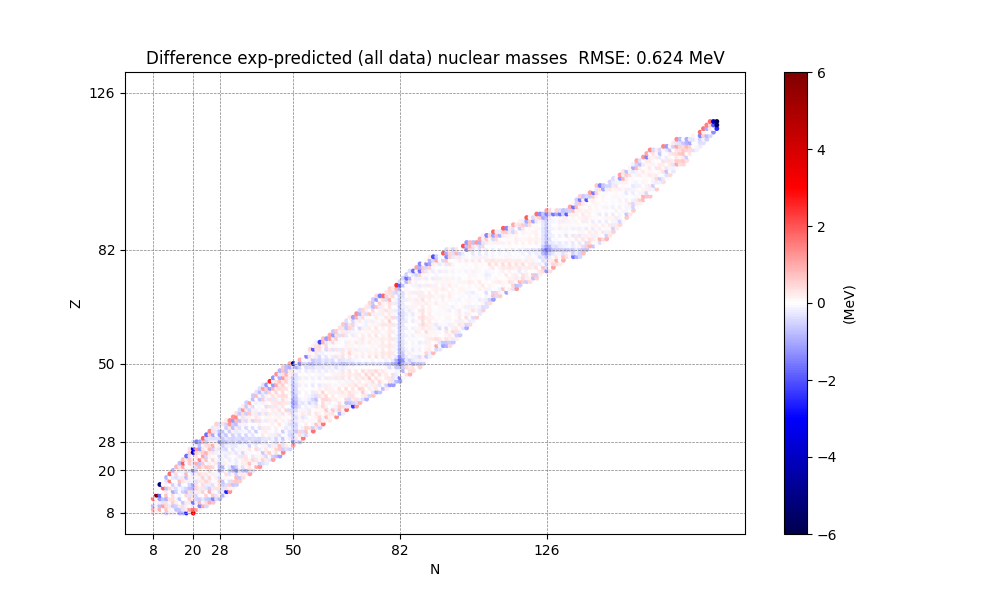 Difference exp-predicted (all data) nuclear masses  RMSE: 0.624 MeV
126
82
50
28
20
8
Z
8 20 28 50 82 126
N
6
4
2
0
−2
−4
−6
(MeV)